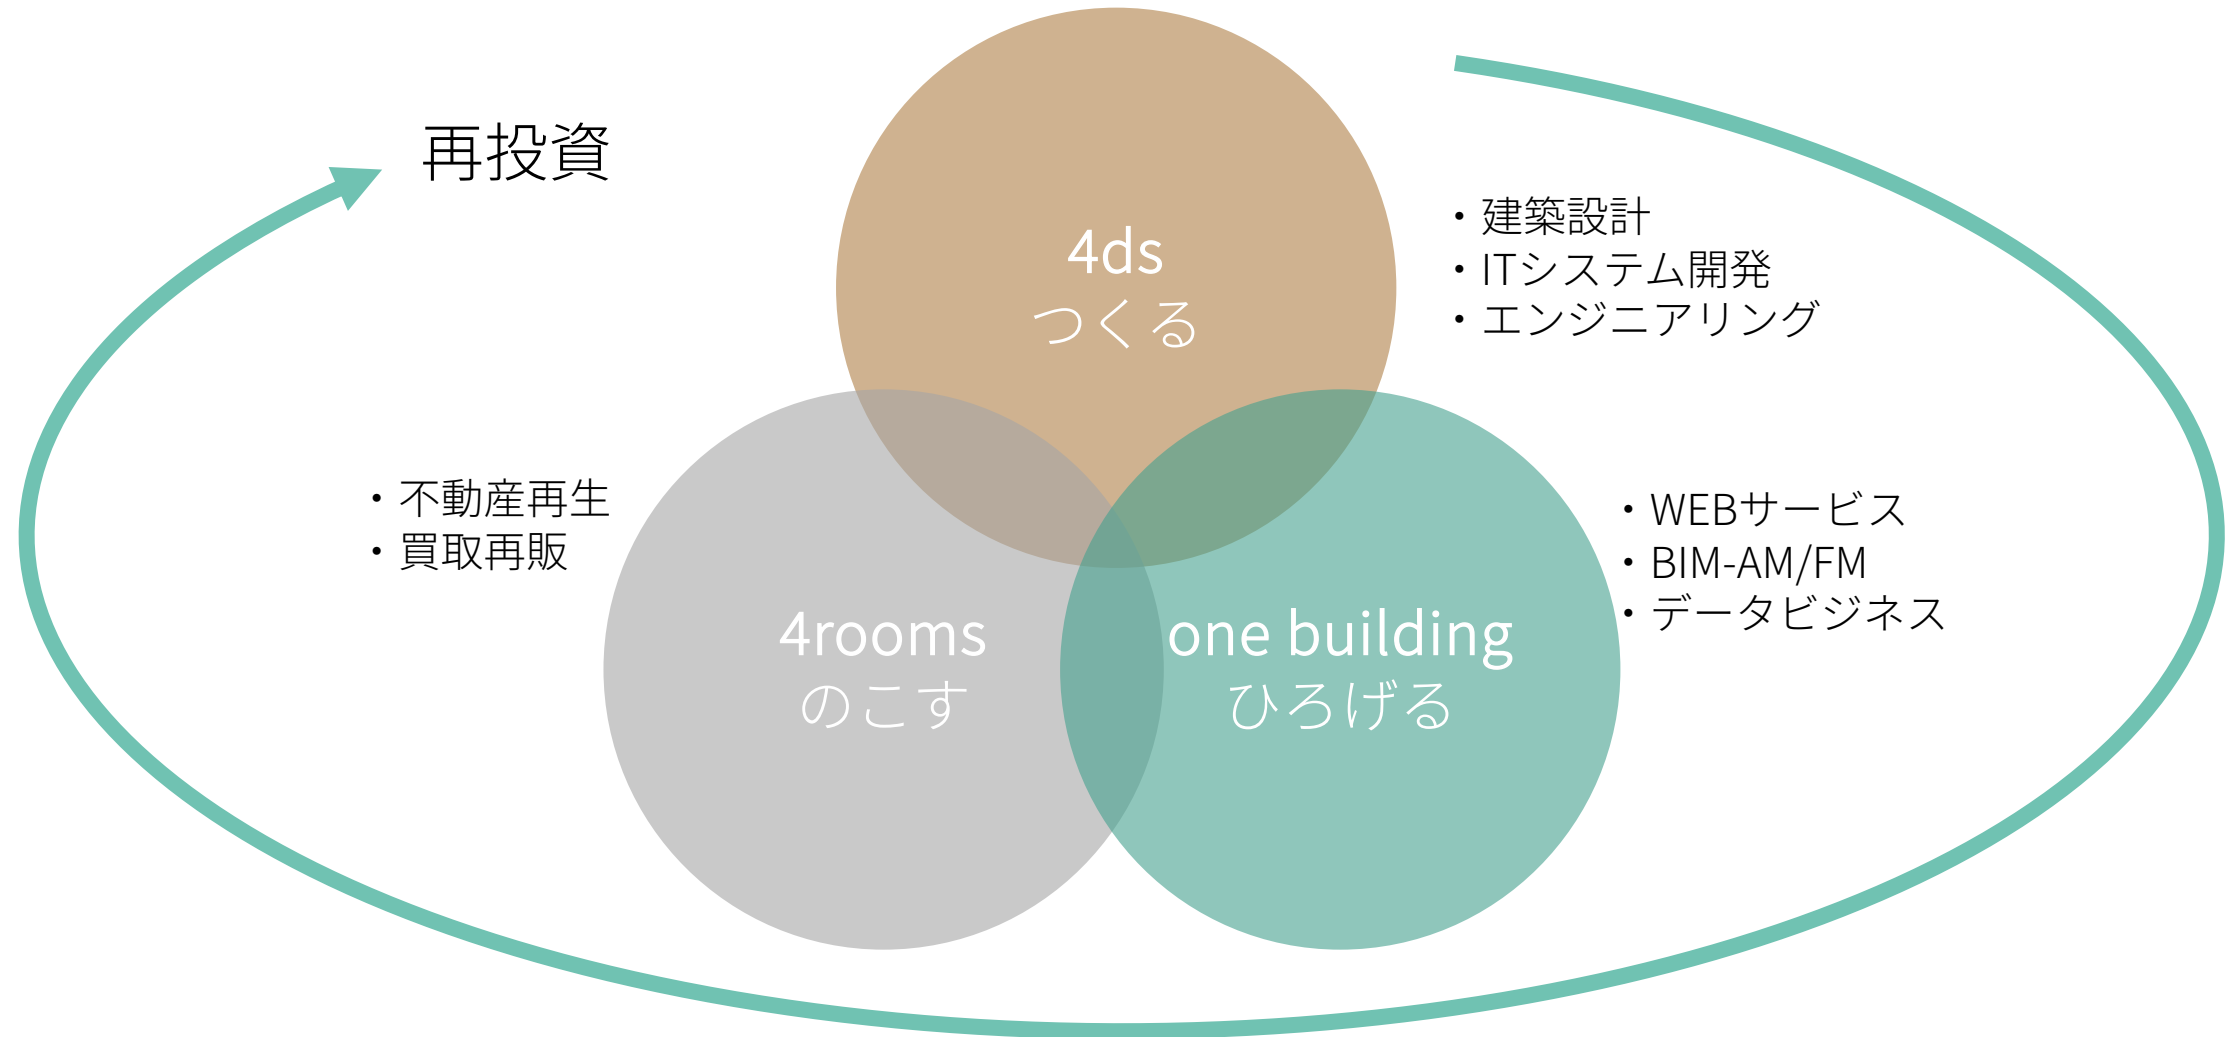 再投資
4ds
つくる
・建築設計
・ITシステム開発
・エンジニアリング
・不動産再生
・買取再販
4rooms
のこす
one building
ひろげる
・WEBサービス
・BIM-AM/FM
・データビジネス